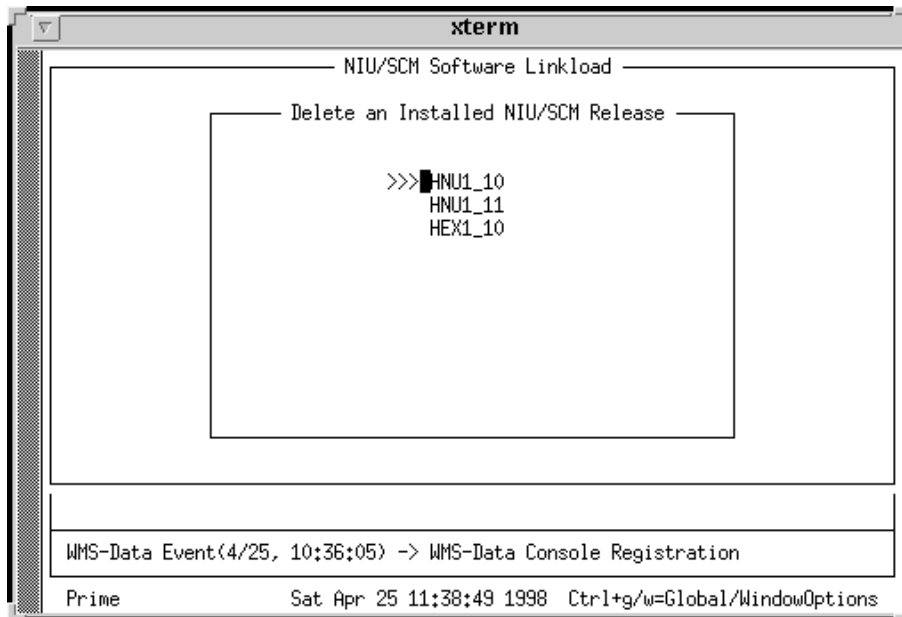 xterm
NIU/SCM Software Linkload
Delete an Installed NIU/SCM Release
>>> HNU1_10
HNU1_11
HEX1_10
WMS-Data Event(4/25, 10:36:05) -> WMS-Data Console Registration
Prime Sat Apr 25 11:38:49 1998 Ctrl+g/w=Global/WindowOptions